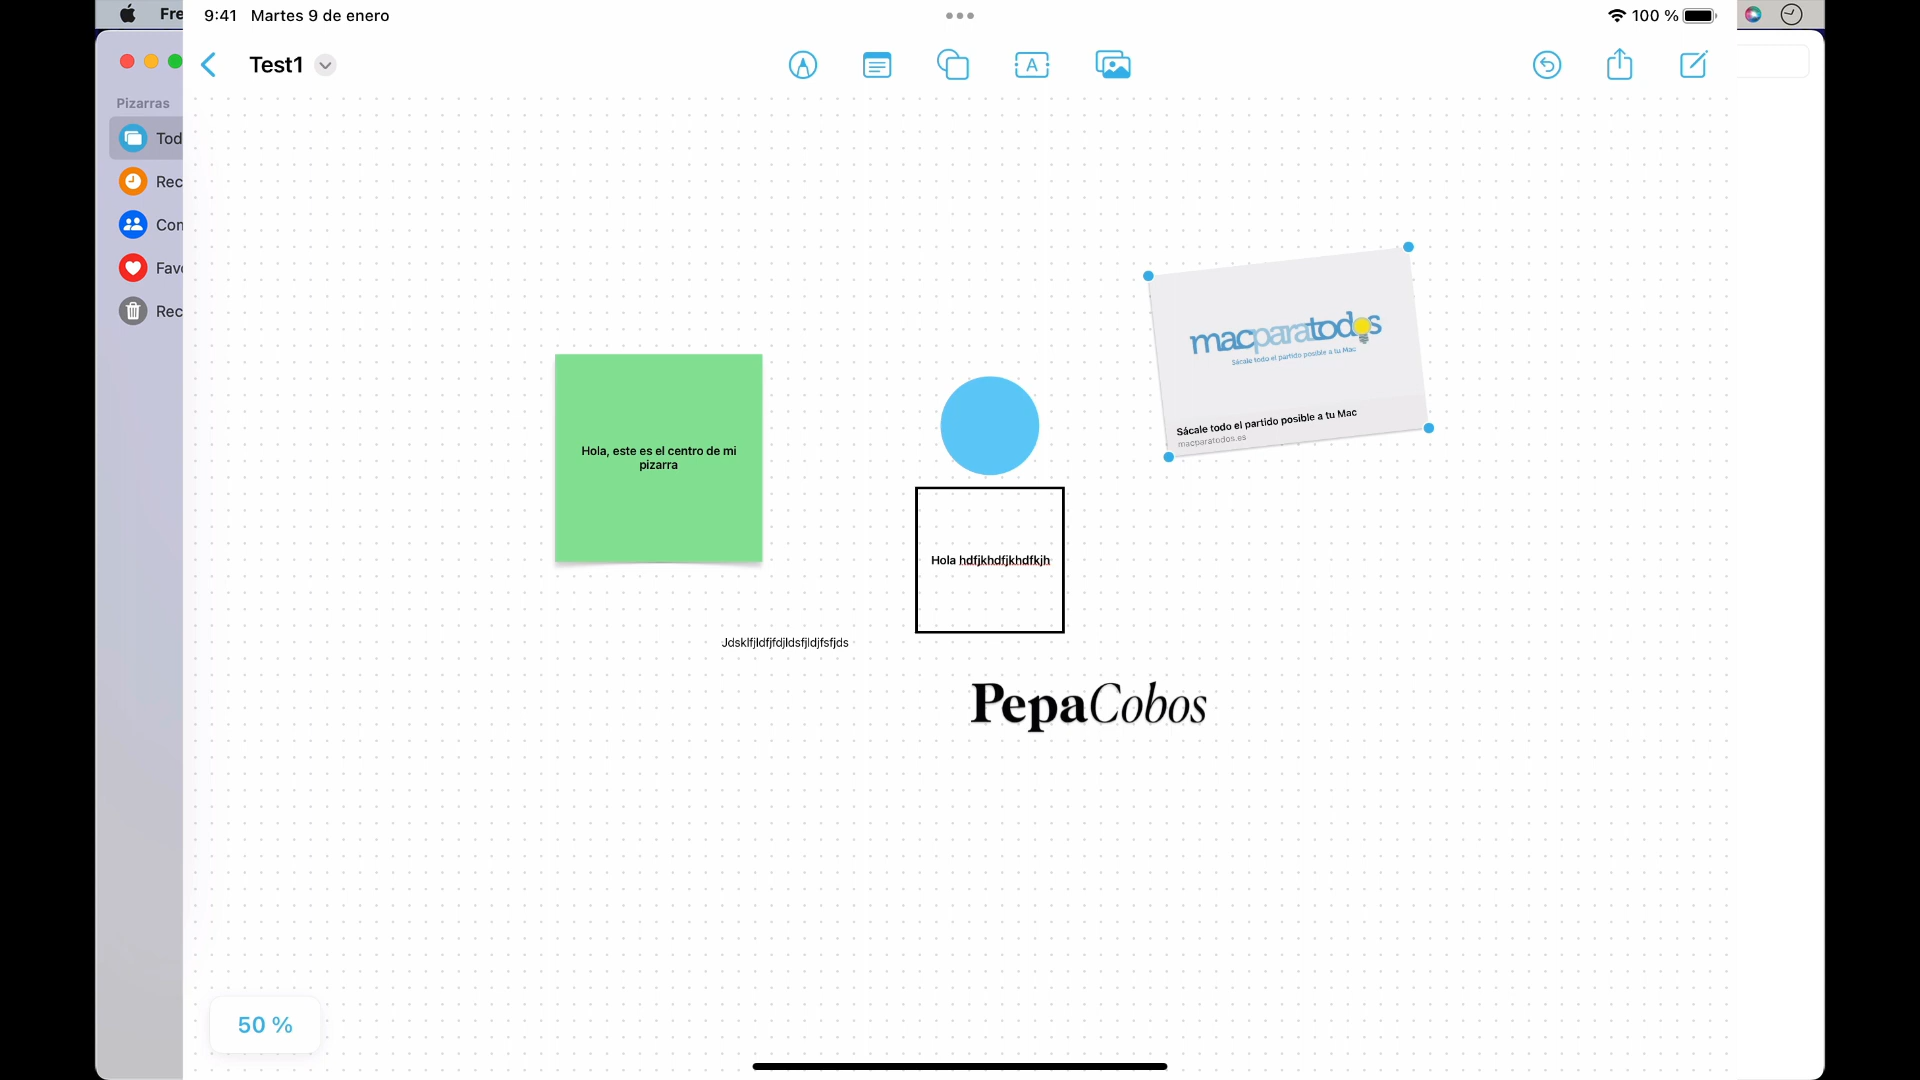 Fre
9:41 Martes 9 de enero
100 %
Test1
A
Pizarras
Tod
Rec
Con
Favo
Rec
macparatodos
Sácale todo el partido posible a tu Mac
Sácale todo el partido posible a tu Mac
macparatodos.es
Hola, este es el centro de mi
pizarra
Hola hdfjkhdfjkhdfkjh
Jdsklfjldfjfdjldsfjldjfsfjds
PepaCobos
50 %